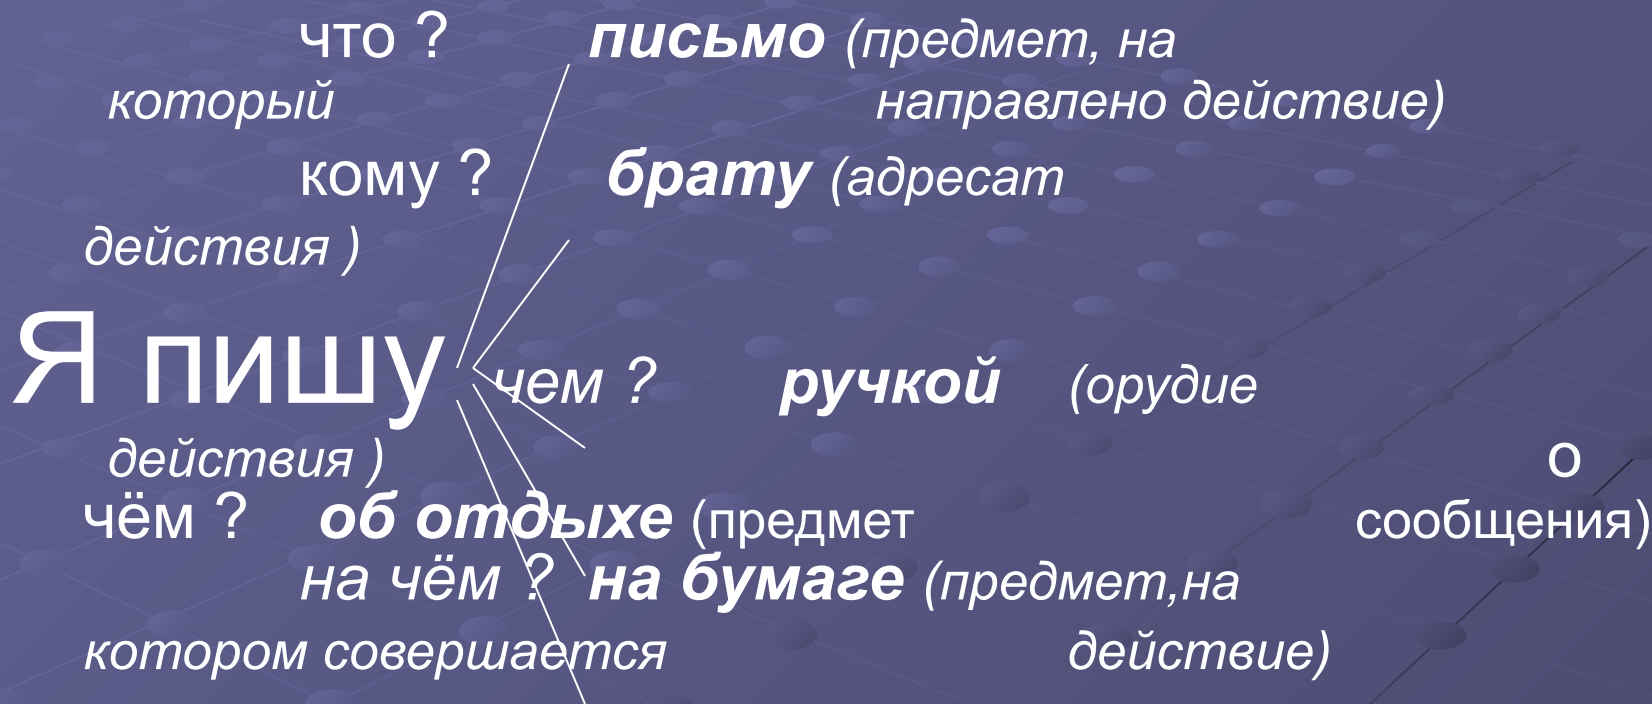 что ? письмо (предмет, на
который направлено действие)
кому ? брату (адресат
действия )
Я пишу чем ? ручкой (орудие
действия ) о
чём ? об отдыхе (предмет сообщения)
на чём ? на бумаге (предмет,на
котором совершается действие)